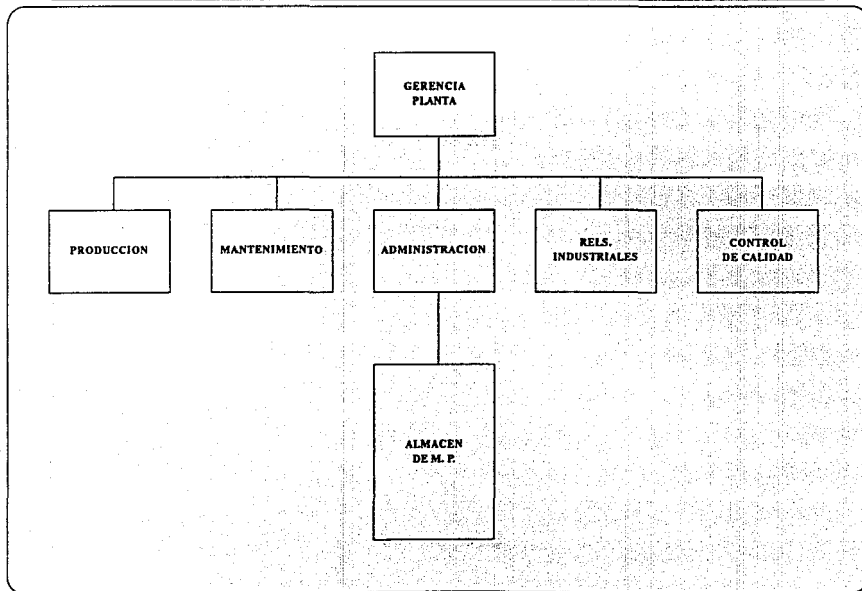 GERENCIA
PLANTA
PRODUCCION
MANTENIMIENTO
ADMINISTRACION
RELS.
INDUSTRIALES
CONTROL
DE CALIDAD
ALMACEN
DE M. P.